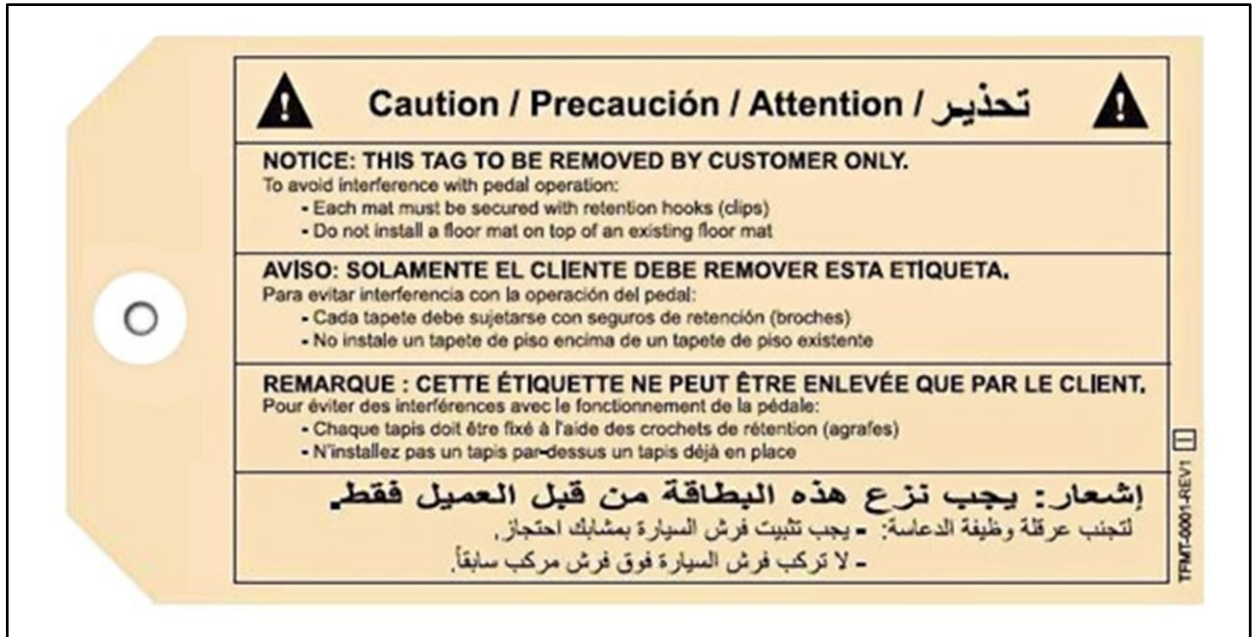 Caution / Precaución / Attention / تحذير
NOTICE: THIS TAG TO BE REMOVED BY CUSTOMER ONLY.
To avoid interference with pedal operation:
- Each mat must be secured with retention hooks (clips)
- Do not install a floor mat on top of an existing floor mat
AVISO: SOLAMENTE EL CLIENTE DEBE REMOVER ESTA ETIQUETA.
Para evitar interferencia con la operación del pedal:
- Cada tapete debe sujetarse con seguros de retención (broches)
- No instale un tapete de piso encima de un tapete de piso existente
REMARQUE : CETTE ÉTIQUETTE NE PEUT ÊTRE ENLEVÉE QUE PAR LE CLIENT.
Pour éviter des interférences avec le fonctionnement de la pédale:
- Chaque tapis doit être fixé à l'aide des crochets de rétention (agrafes)
- N'installez pas un tapis par-dessus un tapis déjà en place
إشعار: يجب نزع هذه البطاقة من قبل العميل فقط.
لتجنب عرقلة وظيفة الدعاسة: - يجب تثبيت فرش السيارة بمشابك احتجاز.
- لا تركب فرش السيارة فوق فرش مركب سابقاً.
TFMT-0001-REV1